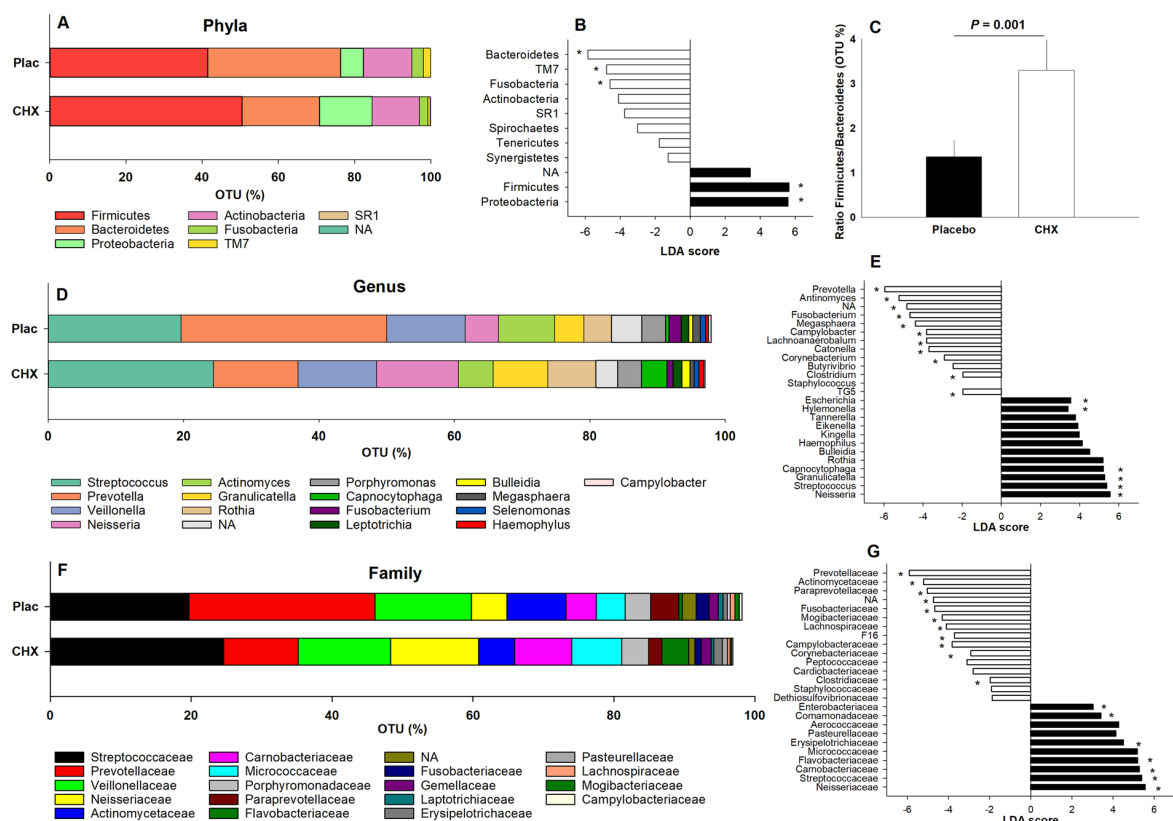 A
Phyla
Plac
CHX
0
20
40
60
80
100
OTU (%)
Firmicutes
Bacteroidetes
Proteobacteria
Actinobacteria
Fusobacteria
TM7
SR1
NA
B
Bacteroidetes
*
TM7
*
Fusobacteria
*
Actinobacteria
SR1
Spirochaetes
Tenericutes
Synergistetes
NA
Firmicutes
*
Proteobacteria
*
-6
-4
-2
0
2
4
6
LDA score
C
P = 0.001
Ratio Firmicutes/Bacteroidetes (OTU %)
4
3
2
1
0
Placebo
CHX
D
Genus
Plac
CHX
0
20
40
60
80
100
OTU (%)
Streptococcus
Prevotella
Veillonella
Neisseria
Actinomyces
Granulicatella
Rothia
NA
Porphyromonas
Capnocytophaga
Fusobacterium
Leptotrichia
Bulleidia
Megasphaera
Selenomonas
Haemophylus
Campylobacter
E
Prevotella
*
Antinomyces
*
NA
*
Fusobacterium
*
Megasphaera
*
Campylobacter
*
Lachnoanaerobalum
*
Catonella
*
Corynebacterium
*
Butyrivibrio
Clostridium
*
Staphylococcus
TG5
*
Escherichia
*
Hylemonella
*
Tannerella
Eikenella
Kingella
Haemophilus
Bulleidia
Rothia
Capnocytophaga
*
Granulicatella
*
Streptococcus
*
Neisseria
*
-6
-4
-2
0
2
4
6
LDA score
F
Family
Plac
CHX
0
20
40
60
80
100
OTU (%)
Streptococcaceae
Prevotellaceae
Veillonellaceae
Neisseriaceae
Actinomycetaceae
Carnobacteriaceae
Micrococcaceae
Porphyromonadaceae
Paraprevotellaceae
Flavobacteriaceae
NA
Fusobacteriaceae
Gemellaceae
Laptotrichiaceae
Erysipelotrichaceae
Pasteurellaceae
Lachnospiraceae
Mogibacteriaceae
Campylobacteriaceae
G
Prevotellaceae
*
Actinomycetaceae
*
Paraprevotellaceae
*
NA
*
Fusobacteriaceae
*
Mogibacteriaceae
*
Lachnospiraceae
*
F16
*
Campylobacteraceae
*
Corynebacteriaceae
*
Peptococcaceae
Cardiobacteriaceae
Clostridiaceae
*
Staphylococaceae
Dethiosulfovibrionaceae
Enterobactericea
*
Comamonadaceae
*
Aerococcaceae
Pasteurellaceae
Erysipelotrichiaceae
*
Micrococcaceae
Flavobacteriaceae
*
Carnobacteriaceae
*
Streptococcaceae
*
Neisseriaceae
*
-6
-4
-2
0
2
4
6
LDA score